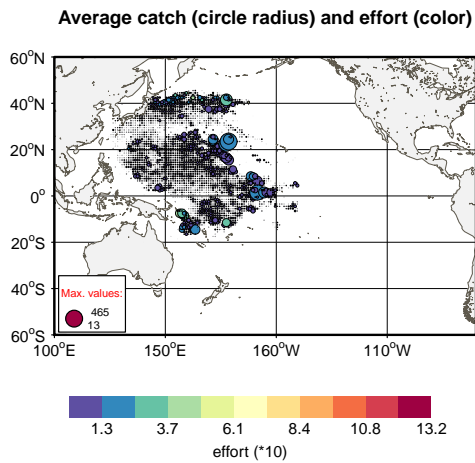 Average catch (circle radius) and effort (color)
60°N
40°N
20°N
0°
20°S
40°S
60°S
Max. values:
465
13
100°E 150°E 160°W 110°W
1.3 3.7 6.1 8.4 10.8 13.2
effort (*10)